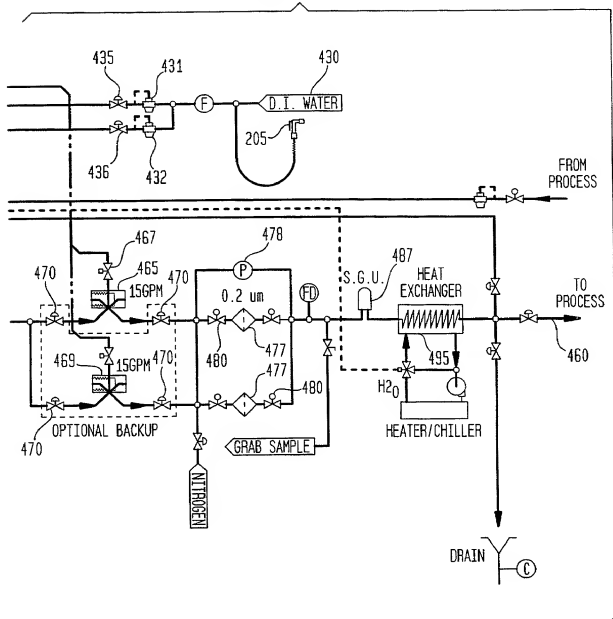 435
431
430
F
D.I. WATER
205
436
432
FROM
PROCESS
467
478
487
470
465
470
P
S.G.U.
HEAT
EXCHANGER
15GPM
0.2 um
FD
TO
PROCESS
480
477
460
469
15GPM
470
477
480
495
H2O
470
OPTIONAL BACKUP
GRAB SAMPLE
HEATER/CHILLER
NITROGEN
DRAIN
C